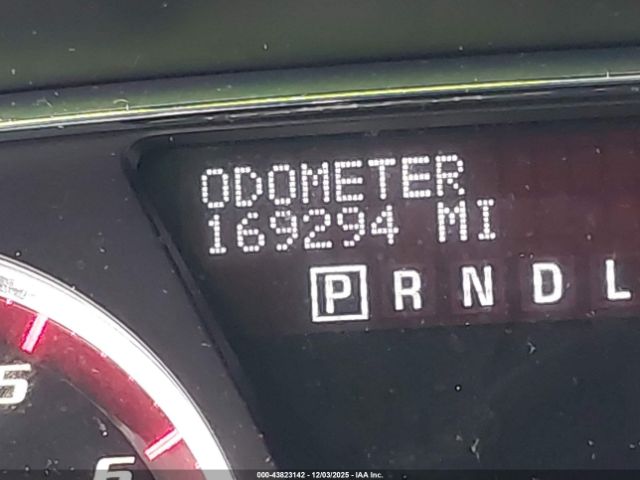 ODOMETER
169294 MI
P R N D L
5
6
000-43823142 - 12/03/2025 - IAA Inc.